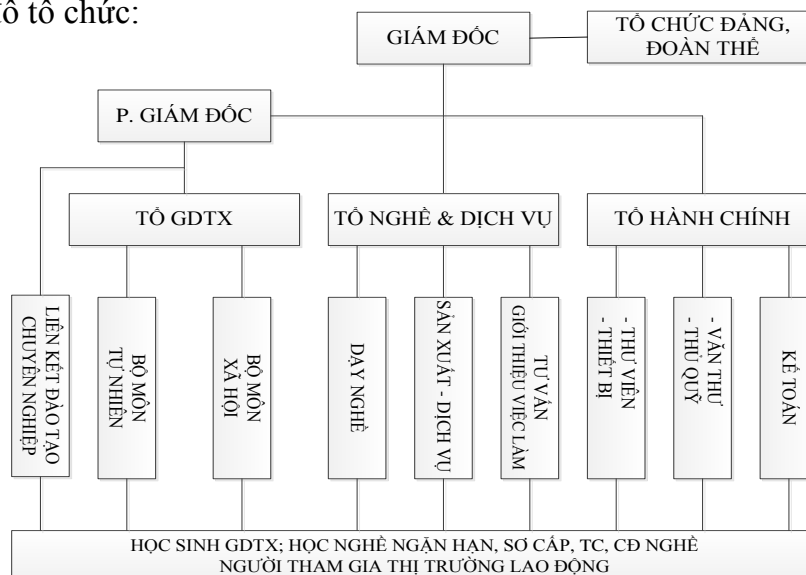 đồ tổ chức:
GIÁM ĐỐC
TỔ CHỨC ĐẢNG,
ĐOÀN THỂ
P. GIÁM ĐỐC
TỔ GDTX
TỔ NGHỀ & DỊCH VỤ
TỔ HÀNH CHÍNH
LIÊN KẾT ĐÀO TẠO
CHUYÊN NGHIỆP
BỘ MÔN
TỰ NHIÊN
BỘ MÔN
XÃ HỘI
DẠY NGHỀ
SẢN XUẤT - DỊCH VỤ
TƯ VẤN
GIỚI THIỆU VIỆC LÀM
- THƯ VIỆN
- THIẾT BỊ
- VĂN THƯ
- THỦ QUỸ
KẾ TOÁN
HỌC SINH GDTX; HỌC NGHỀ NGẮN HẠN, SƠ CẤP, TC, CĐ NGHỀ
NGƯỜI THAM GIA THỊ TRƯỜNG LAO ĐỘNG